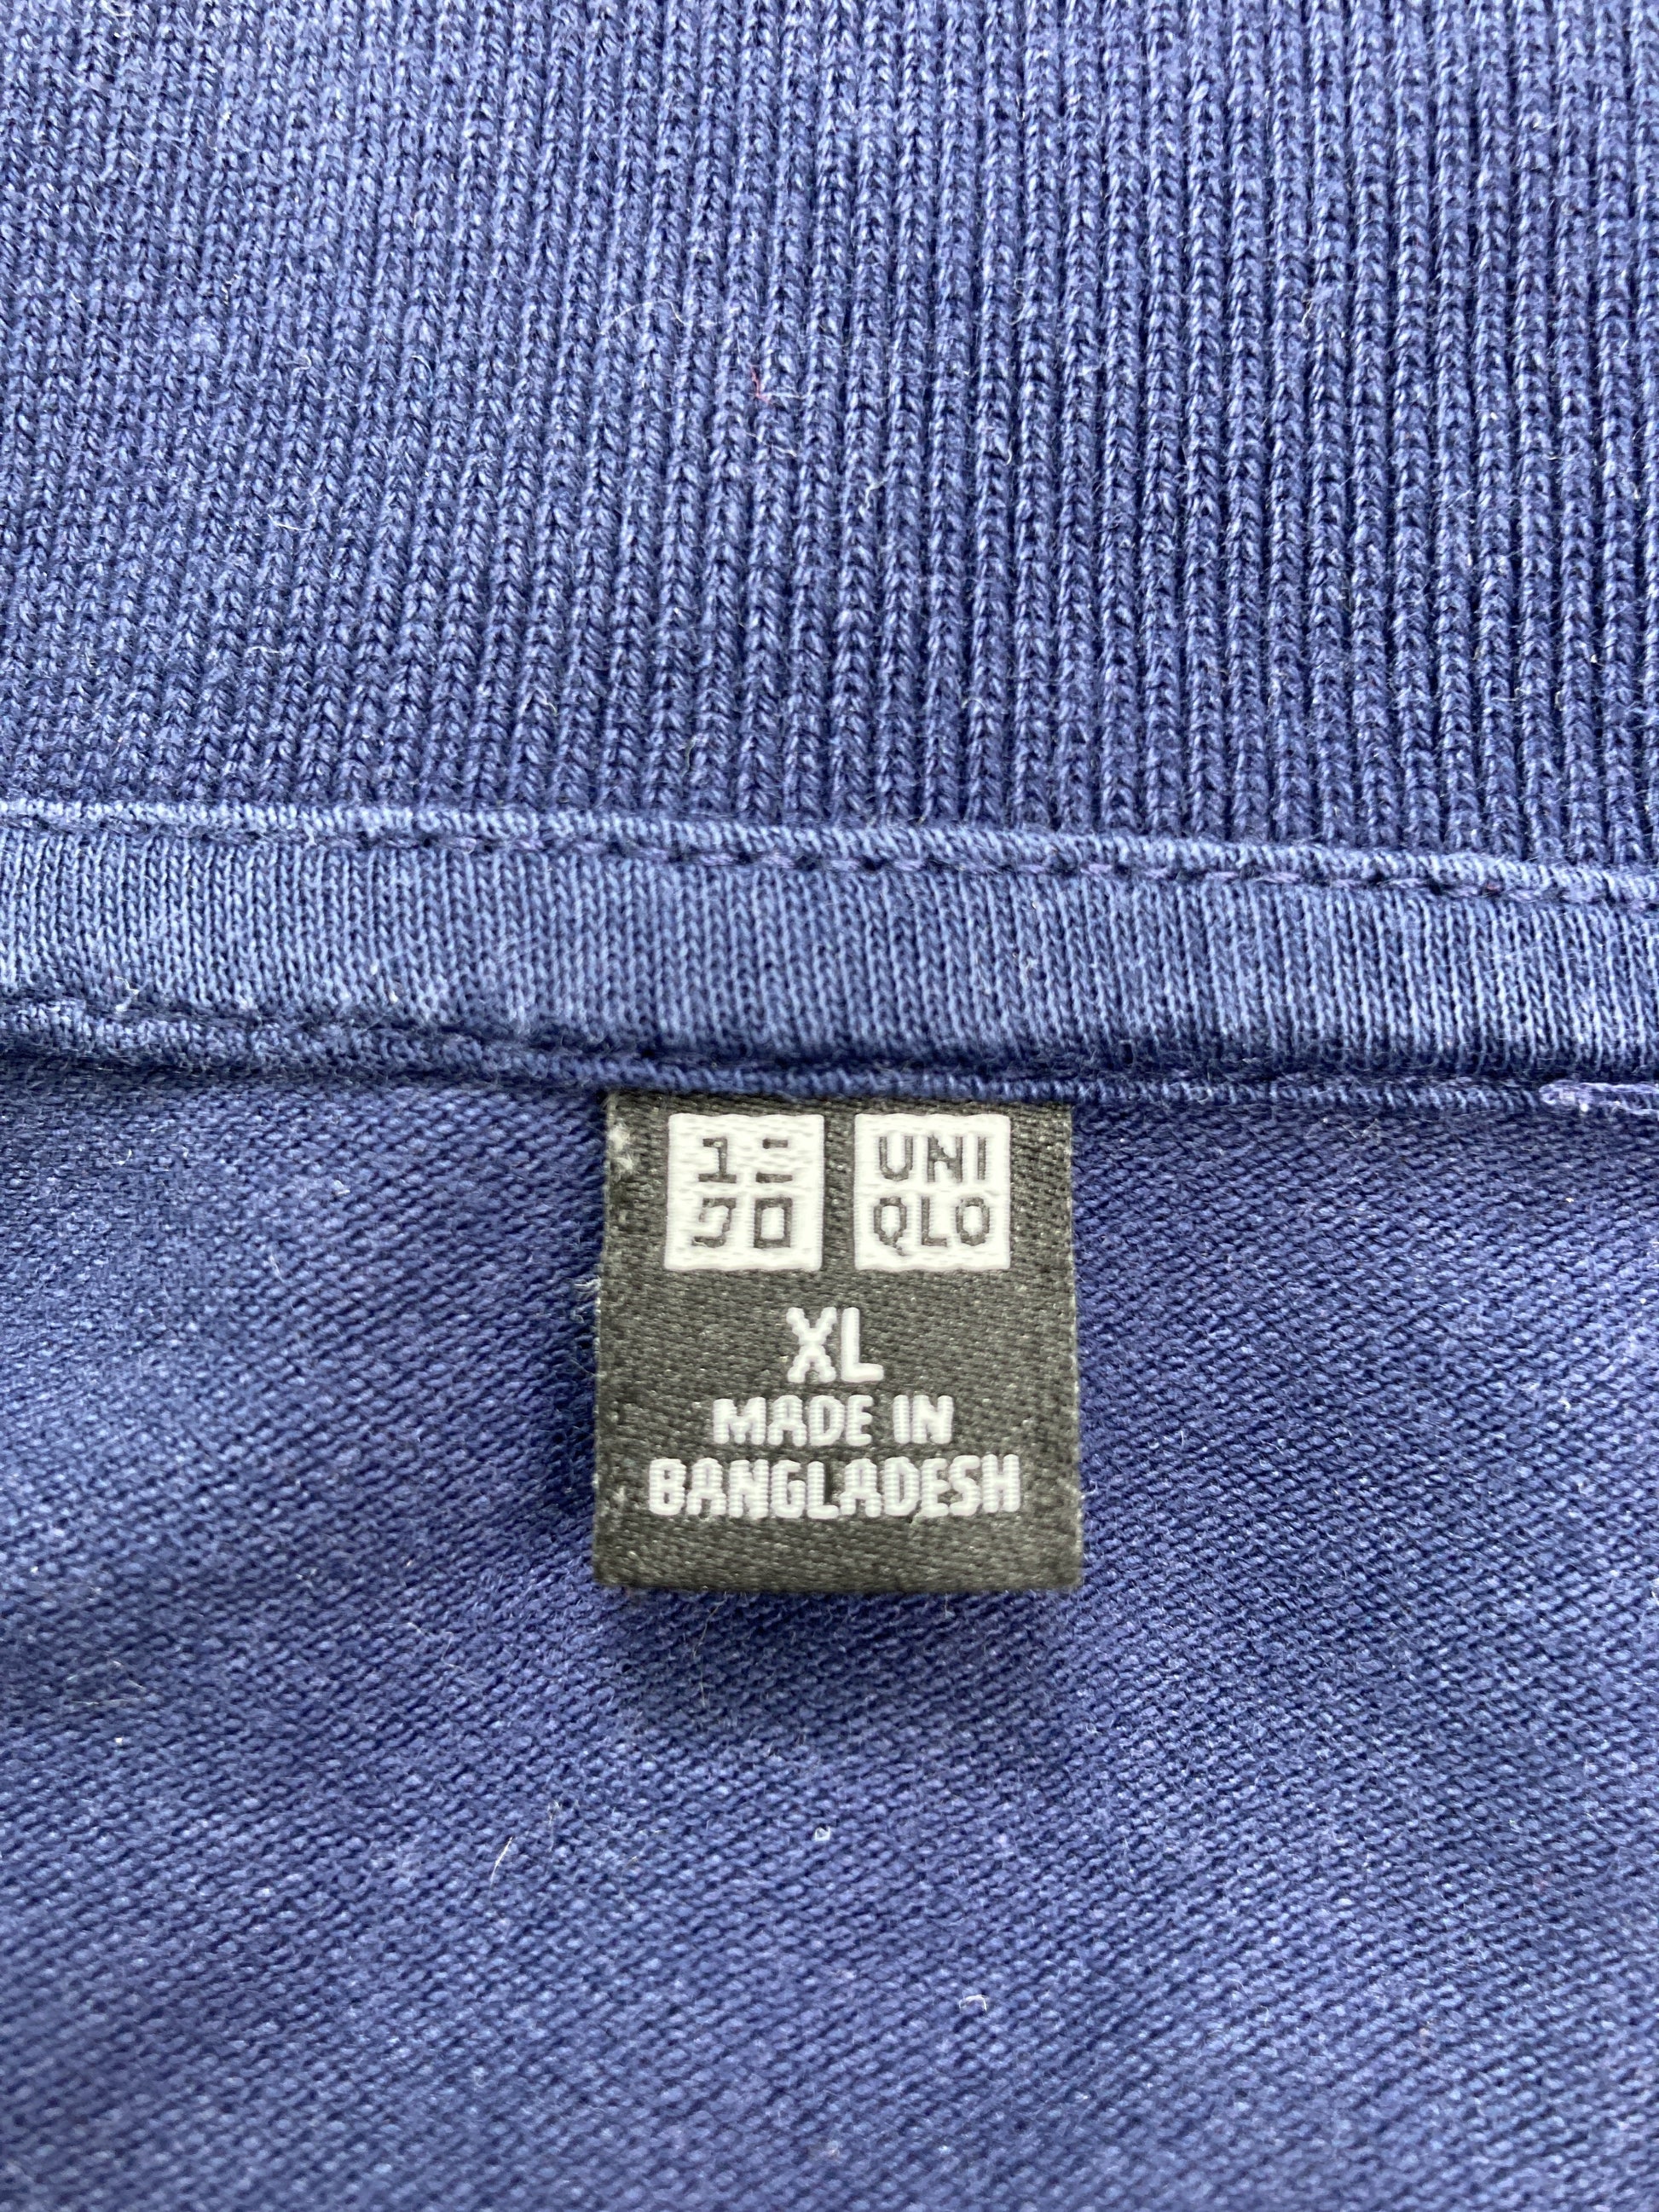 ユニ
クロ
UNI
QLO
XL
MADE IN
BANGLADESH